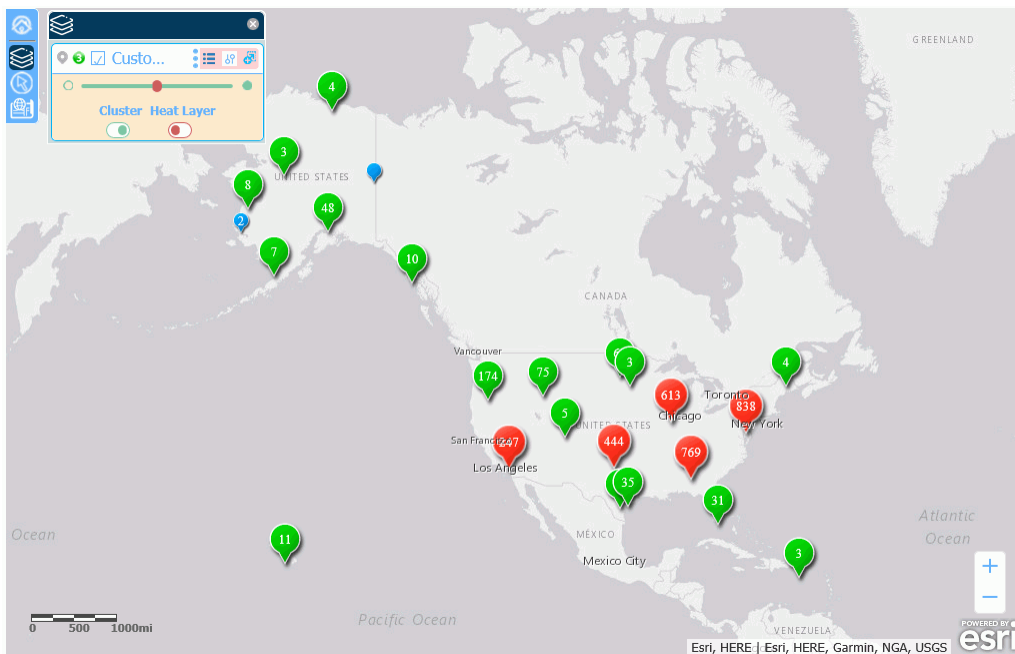 GREENLAND
3 Custo...
Cluster Heat Layer
4
3
UNITED STATES
8
48
2
7
10
CANADA
Vancouver
3
4
174
75
613
Toronto
838
Chicago
New York
5
UNITED STATES
San Francisco
247
444
769
Los Angeles
35
31
Atlantic
Ocean
Ocean
11
MÉXICO
Mexico City
3
+
−
Pacific Ocean
0 500 1000mi
VENEZUELA
POWERED BY
esri
Esri, HERE | Esri, HERE, Garmin, NGA, USGS